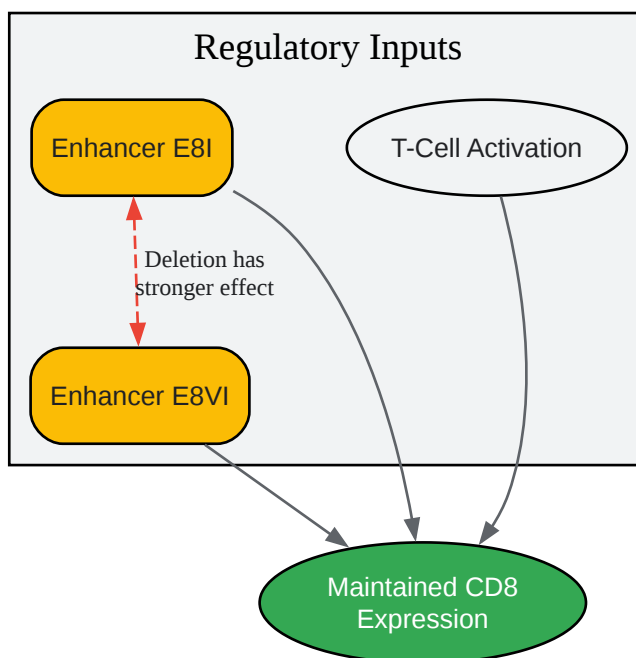 Regulatory Inputs
Enhancer E8I
T-Cell Activation
Deletion has
stronger effect
Enhancer E8VI
Maintained CD8
Expression